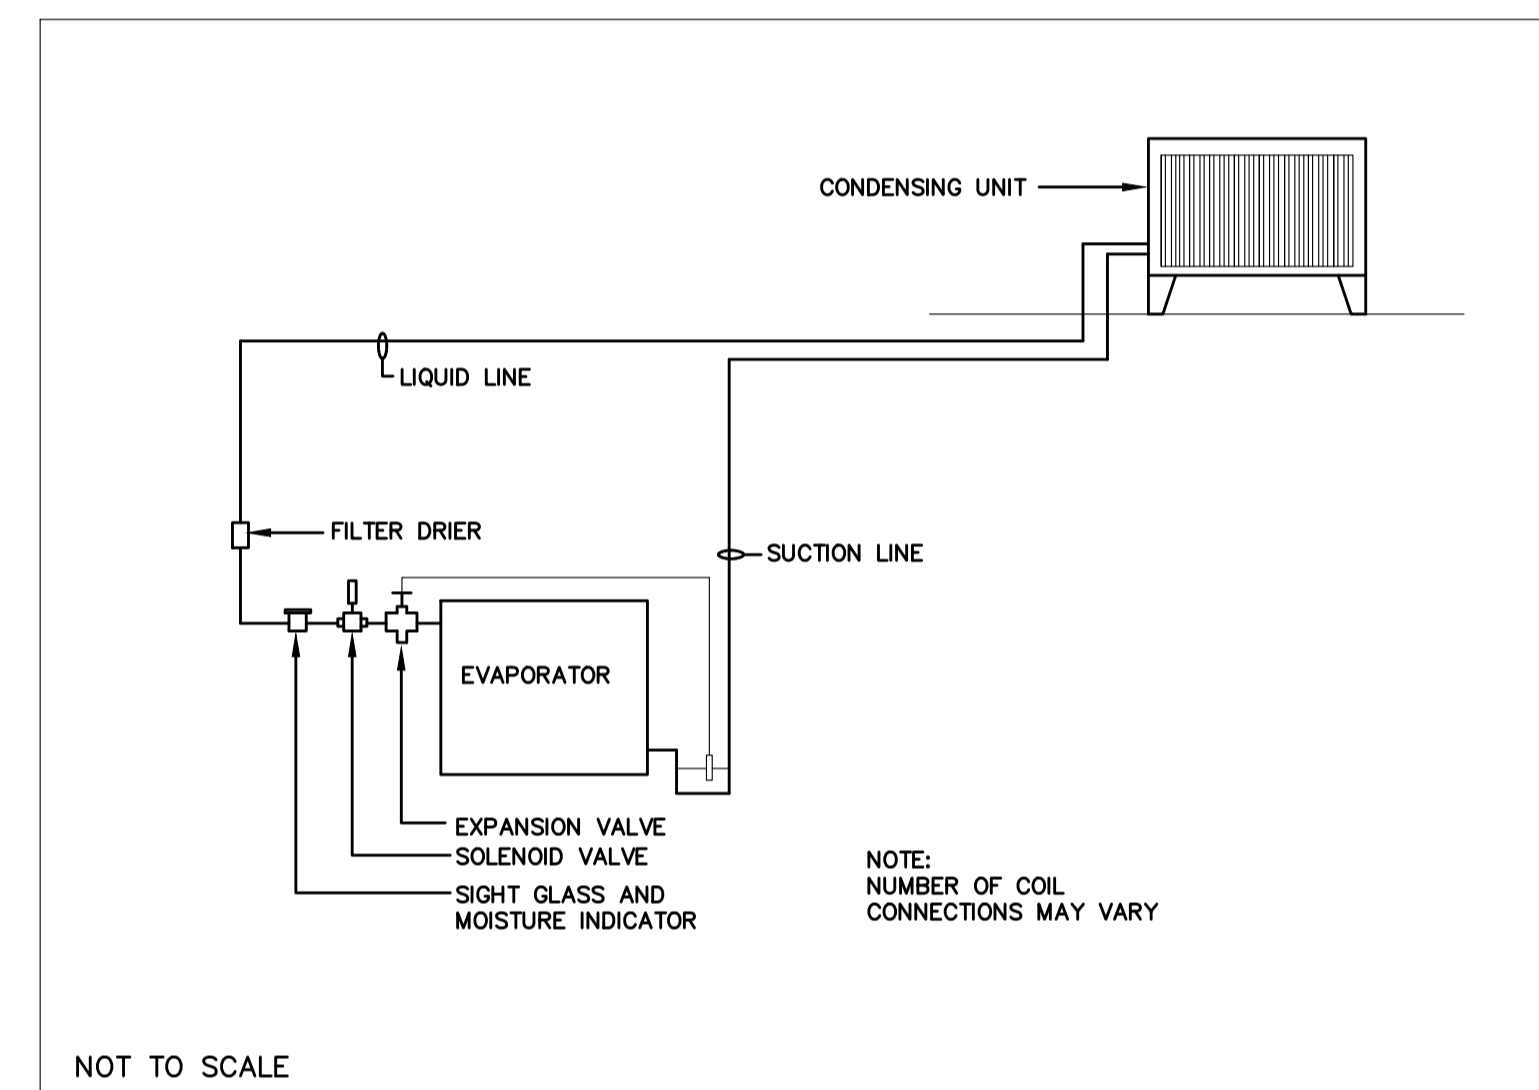 CONDENSING UNIT
LIQUID LINE
FILTER DRIER
SUCTION LINE
EVAPORATOR
EXPANSION VALVE
SOLENOID VALVE
SIGHT GLASS AND
MOISTURE INDICATOR
NOTE:
NUMBER OF COIL
CONNECTIONS MAY VARY
NOT TO SCALE